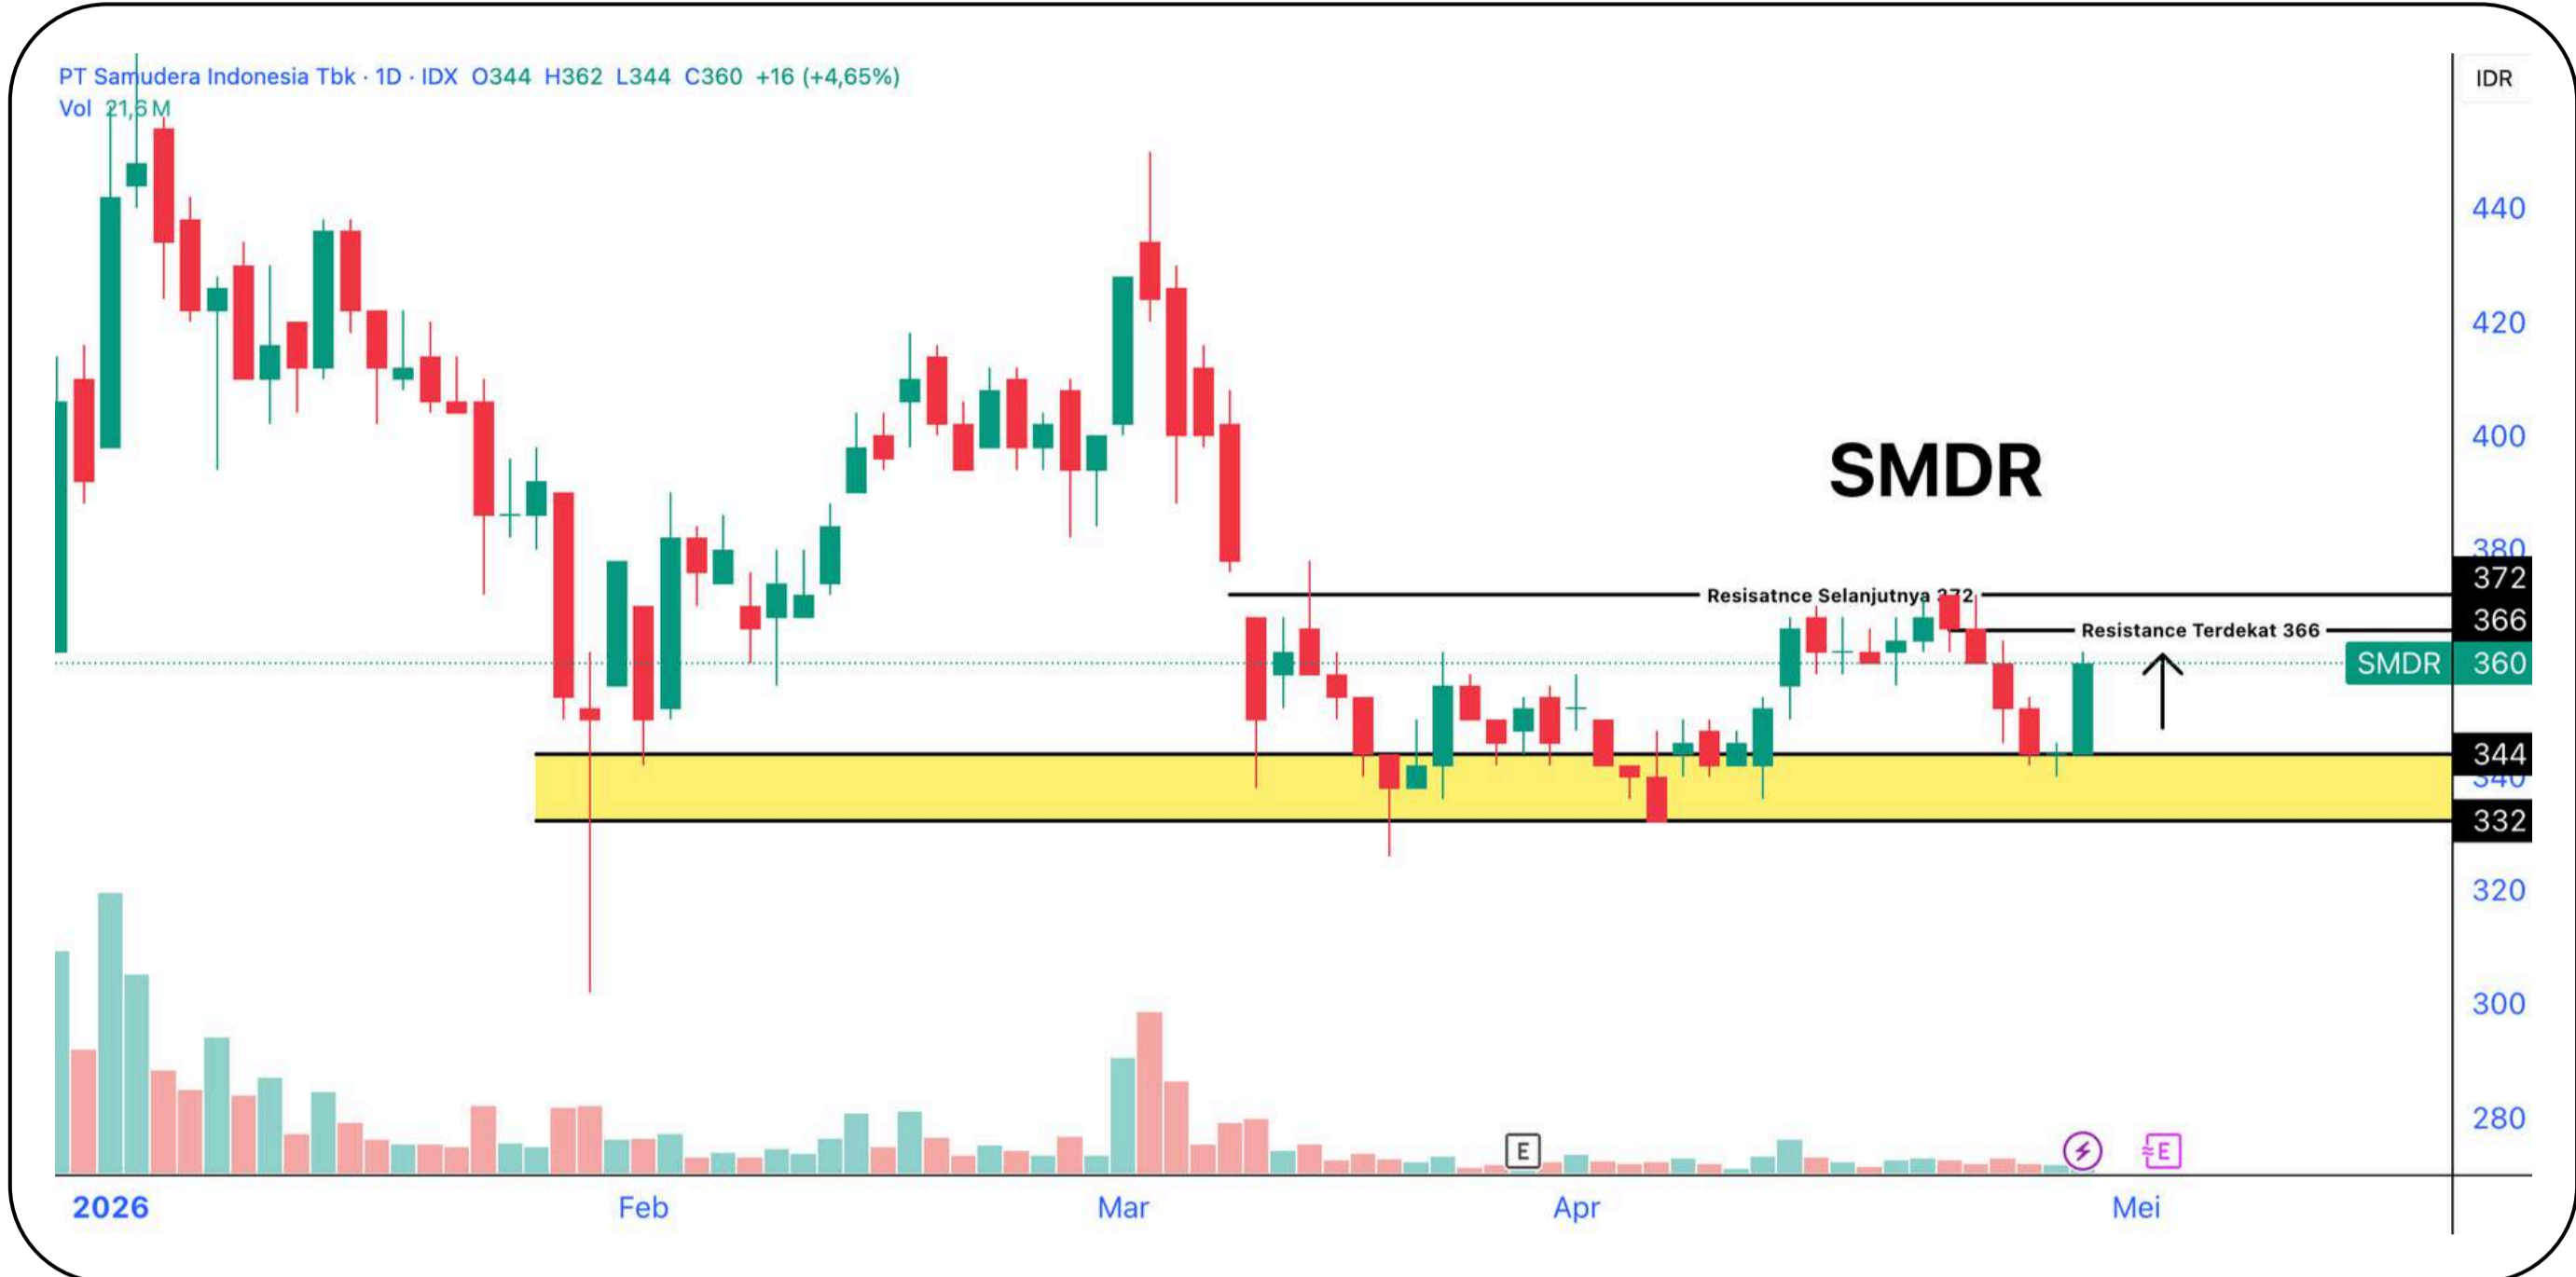 PT Samudera Indonesia Tbk · 1D · IDX O344 H362 L344 C360 +16 (+4,65%)
Vol 21,6 M
IDR
440
420
400
SMDR
380
372
Resisatnce Selanjutnya 372
366
Resistance Terdekat 366
SMDR 360
344
340
332
320
300
280
E
≈E
2026 Feb Mar Apr Mei